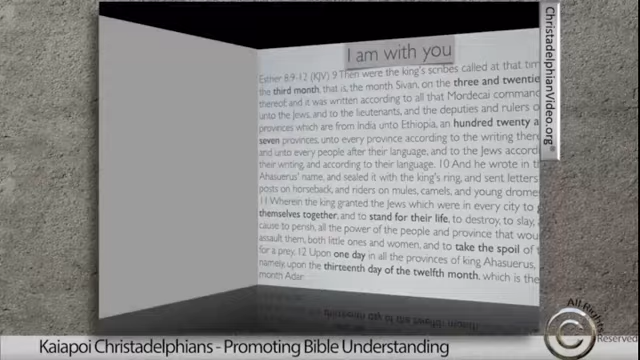 I am with you
Esther 8:9-12 (KJV) 9 Then were the king's scribes called at that tim
the third month, that is, the month Sivan, on the three and twentie
thereof; and it was written according to all that Mordecai command
unto the Jews, and to the lieutenants, and the deputies and rulers o
provinces which are from India unto Ethiopia, an hundred twenty a
seven provinces, unto every province according to the writing ther
and unto every people after their language, and to the Jews accord
their writing, and according to their language. 10 And he wrote in t
Ahasuerus' name, and sealed it with the king's ring, and sent letters
posts on horseback, and riders on mules, camels, and young drome
11 Wherein the king granted the Jews which were in every city to g
themselves together, and to stand for their life, to destroy, to slay,
cause to perish, all the power of the people and province that wou
assault them, both little ones and women, and to take the spoil of
for a prey, 12 Upon one day in all the provinces of king Ahasuerus,
namely, upon the thirteenth day of the twelfth month, which is the
month Adar.
ChristadelphianVideo.org
All Rights
Reserved
Kaiapoi Christadelphians - Promoting Bible Understanding